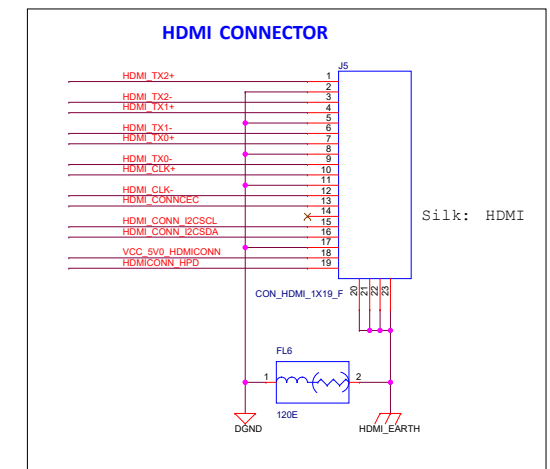 HDMI CONNECTOR
J5
HDMI_TX2+ 1
2
HDMI_TX2- 3
HDMI_TX1+ 4
5
HDMI_TX1- 6
HDMI_TX0+ 7
8
HDMI_TX0- 9
HDMI_CLK+ 10
11
HDMI_CLK- 12
HDMI_CONNCEC 13
14
HDMI_CONN_I2CSCL 15
HDMI_CONN_I2CSDA 16
17
VCC_5V0_HDMICONN 18
HDMICONN_HPD 19
Silk: HDMI
CON_HDMI_1X19_F
20 21 22 23
FL6
1 2
120E
DGND
HDMI_EARTH